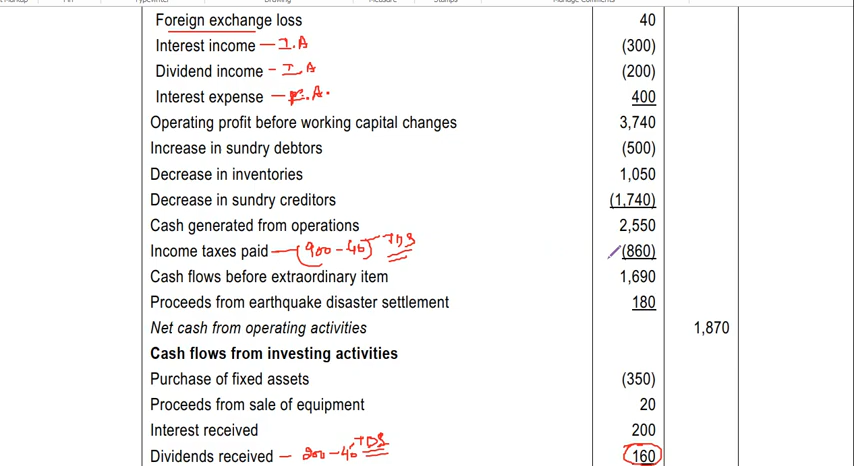 Foreign exchange loss 40
Interest income — I.A (300)
Dividend income - I A (200)
Interest expense — F.A. 400
Operating profit before working capital changes 3,740
Increase in sundry debtors (500)
Decrease in inventories 1,050
Decrease in sundry creditors (1,740)
Cash generated from operations 2,550
Income taxes paid — (900 - 40) TDS (860)
Cash flows before extraordinary item 1,690
Proceeds from earthquake disaster settlement 180
Net cash from operating activities 1,870
Cash flows from investing activities
Purchase of fixed assets (350)
Proceeds from sale of equipment 20
Interest received 200
Dividends received — 200 - 40 TDS 160